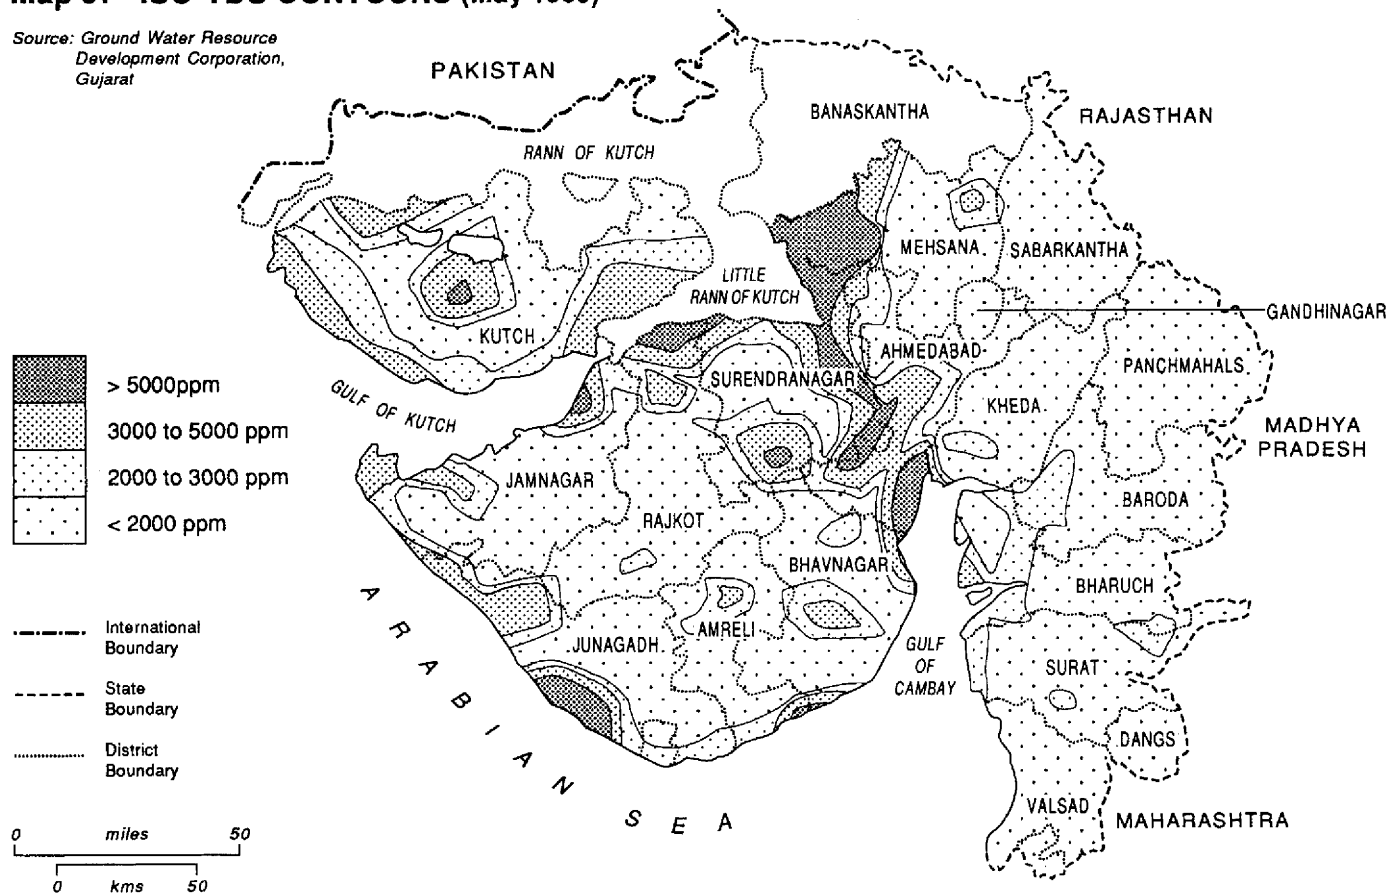 Source: Ground Water Resource
Development Corporation,
Gujarat
PAKISTAN
BANASKANTHA
RAJASTHAN
RANN OF KUTCH
MEHSANA
SABARKANTHA
LITTLE
RANN OF KUTCH
GANDHINAGAR
KUTCH
AHMEDABAD
PANCHMAHALS
SURENDRANAGAR
KHEDA
GULF OF KUTCH
MADHYA
PRADESH
> 5000ppm
3000 to 5000 ppm
2000 to 3000 ppm
< 2000 ppm
JAMNAGAR
RAJKOT
BARODA
BHAVNAGAR
BHARUCH
AMRELI
JUNAGADH
GULF
OF
CAMBAY
SURAT
DANGS
VALSAD
MAHARASHTRA
ARABIAN SEA
International
Boundary
State
Boundary
District
Boundary
0 miles 50
0 kms 50